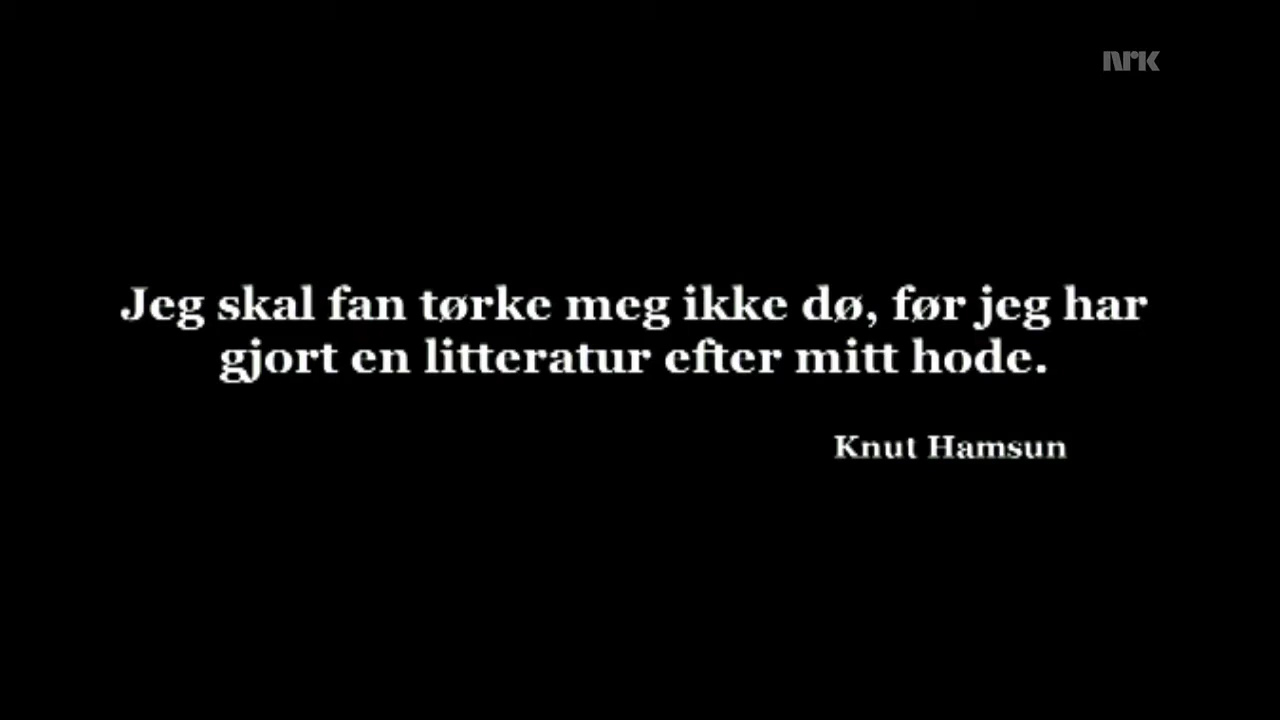 NRK
Jeg skal fan tørke meg ikke dø, før jeg har
gjort en litteratur efter mitt hode.
Knut Hamsun